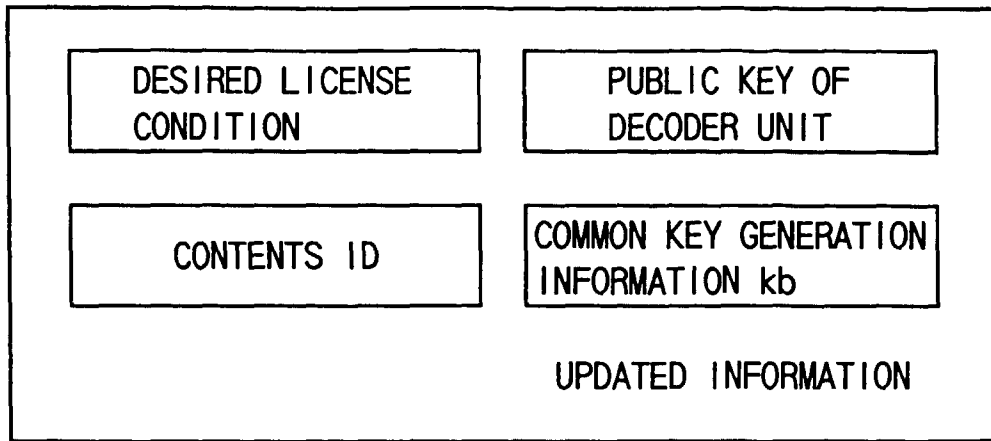 DESIRED LICENSE
CONDITION
PUBLIC KEY OF
DECODER UNIT
CONTENTS ID
COMMON KEY GENERATION
INFORMATION kb
UPDATED INFORMATION